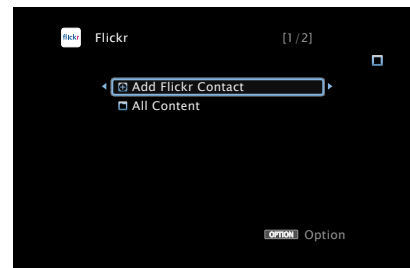 flickr Flickr [1/2]
Add Flickr Contact
All Content
OPTION Option